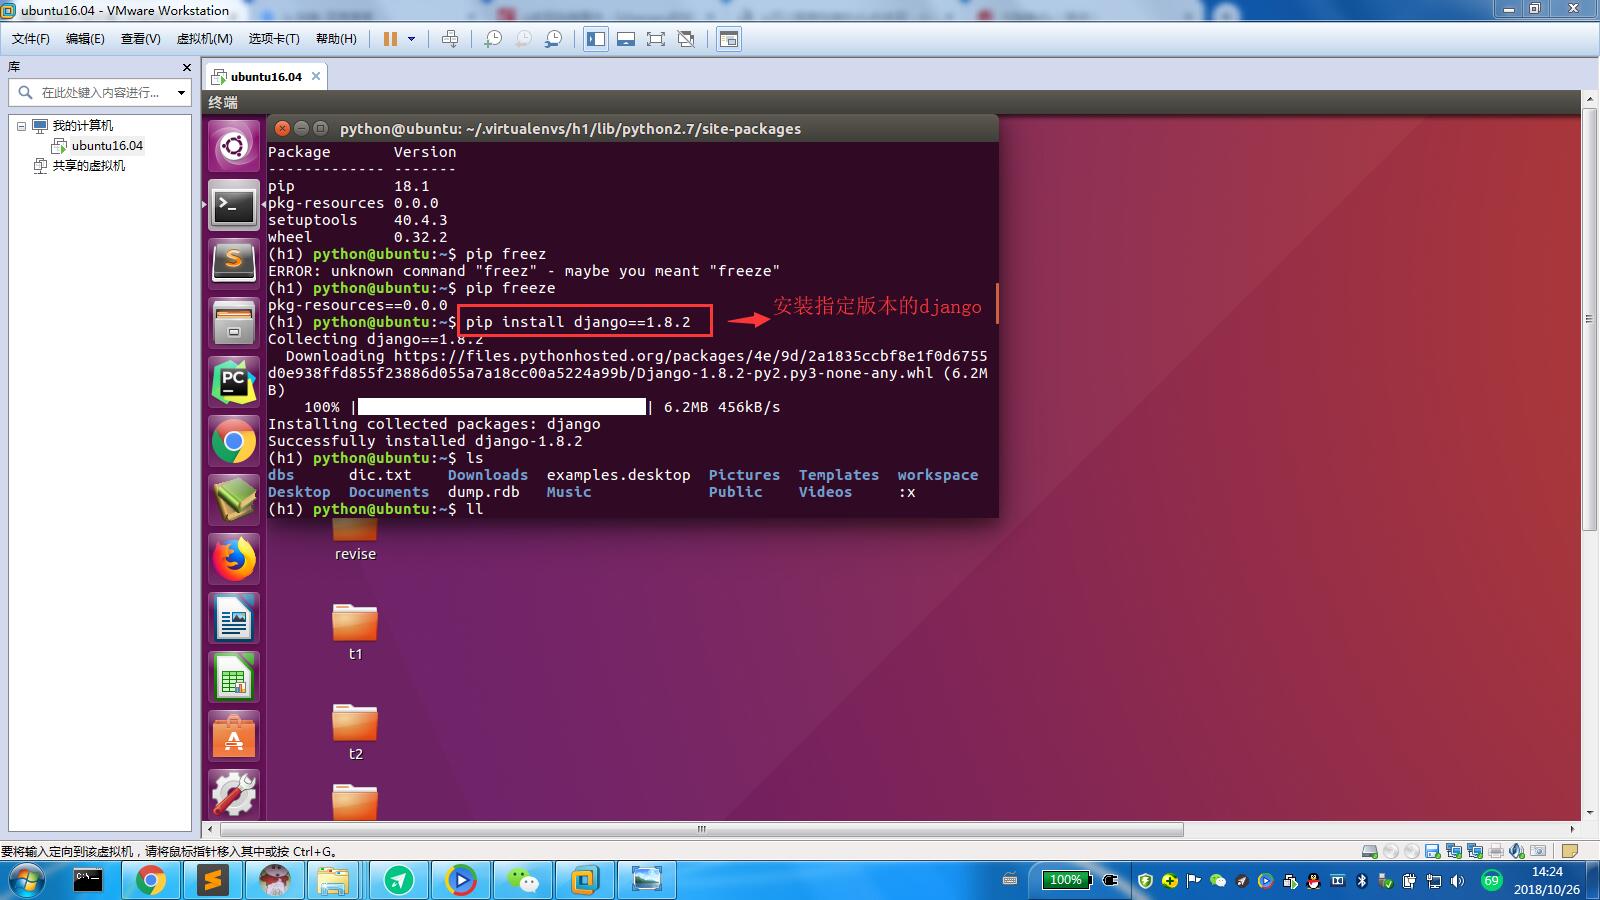 ubuntu16.04 - VMware Workstation
文件(F) 编辑(E) 查看(V) 虚拟机(M) 选项卡(T) 帮助(H)
库
在此处键入内容进行...
我的计算机
ubuntu16.04
共享的虚拟机
ubuntu16.04
终端
python@ubuntu: ~/.virtualenvs/h1/lib/python2.7/site-packages
Package       Version
------------- -------
pip           18.1
pkg-resources 0.0.0
setuptools    40.4.3
wheel         0.32.2
(h1) python@ubuntu:~$ pip freez
ERROR: unknown command "freez" - maybe you meant "freeze"
(h1) python@ubuntu:~$ pip freeze
pkg-resources==0.0.0
安装指定版本的django
(h1) python@ubuntu:~$ pip install django==1.8.2
Collecting django==1.8.2
  Downloading https://files.pythonhosted.org/packages/4e/9d/2a1835ccbf8e1f0d6755
d0e938ffd855f23886d055a7a18cc00a5224a99b/Django-1.8.2-py2.py3-none-any.whl (6.2M
B)
    100% |                                | 6.2MB 456kB/s
Installing collected packages: django
Successfully installed django-1.8.2
(h1) python@ubuntu:~$ ls
dbs      dic.txt    Downloads  examples.desktop  Pictures  Templates  workspace
Desktop  Documents  dump.rdb   Music             Public    Videos     :x
(h1) python@ubuntu:~$ ll
revise
t1
t2
要将输入定向到该虚拟机，请将鼠标指针移入其中或按 Ctrl+G。
C:\_
100%
69
14:24
2018/10/26